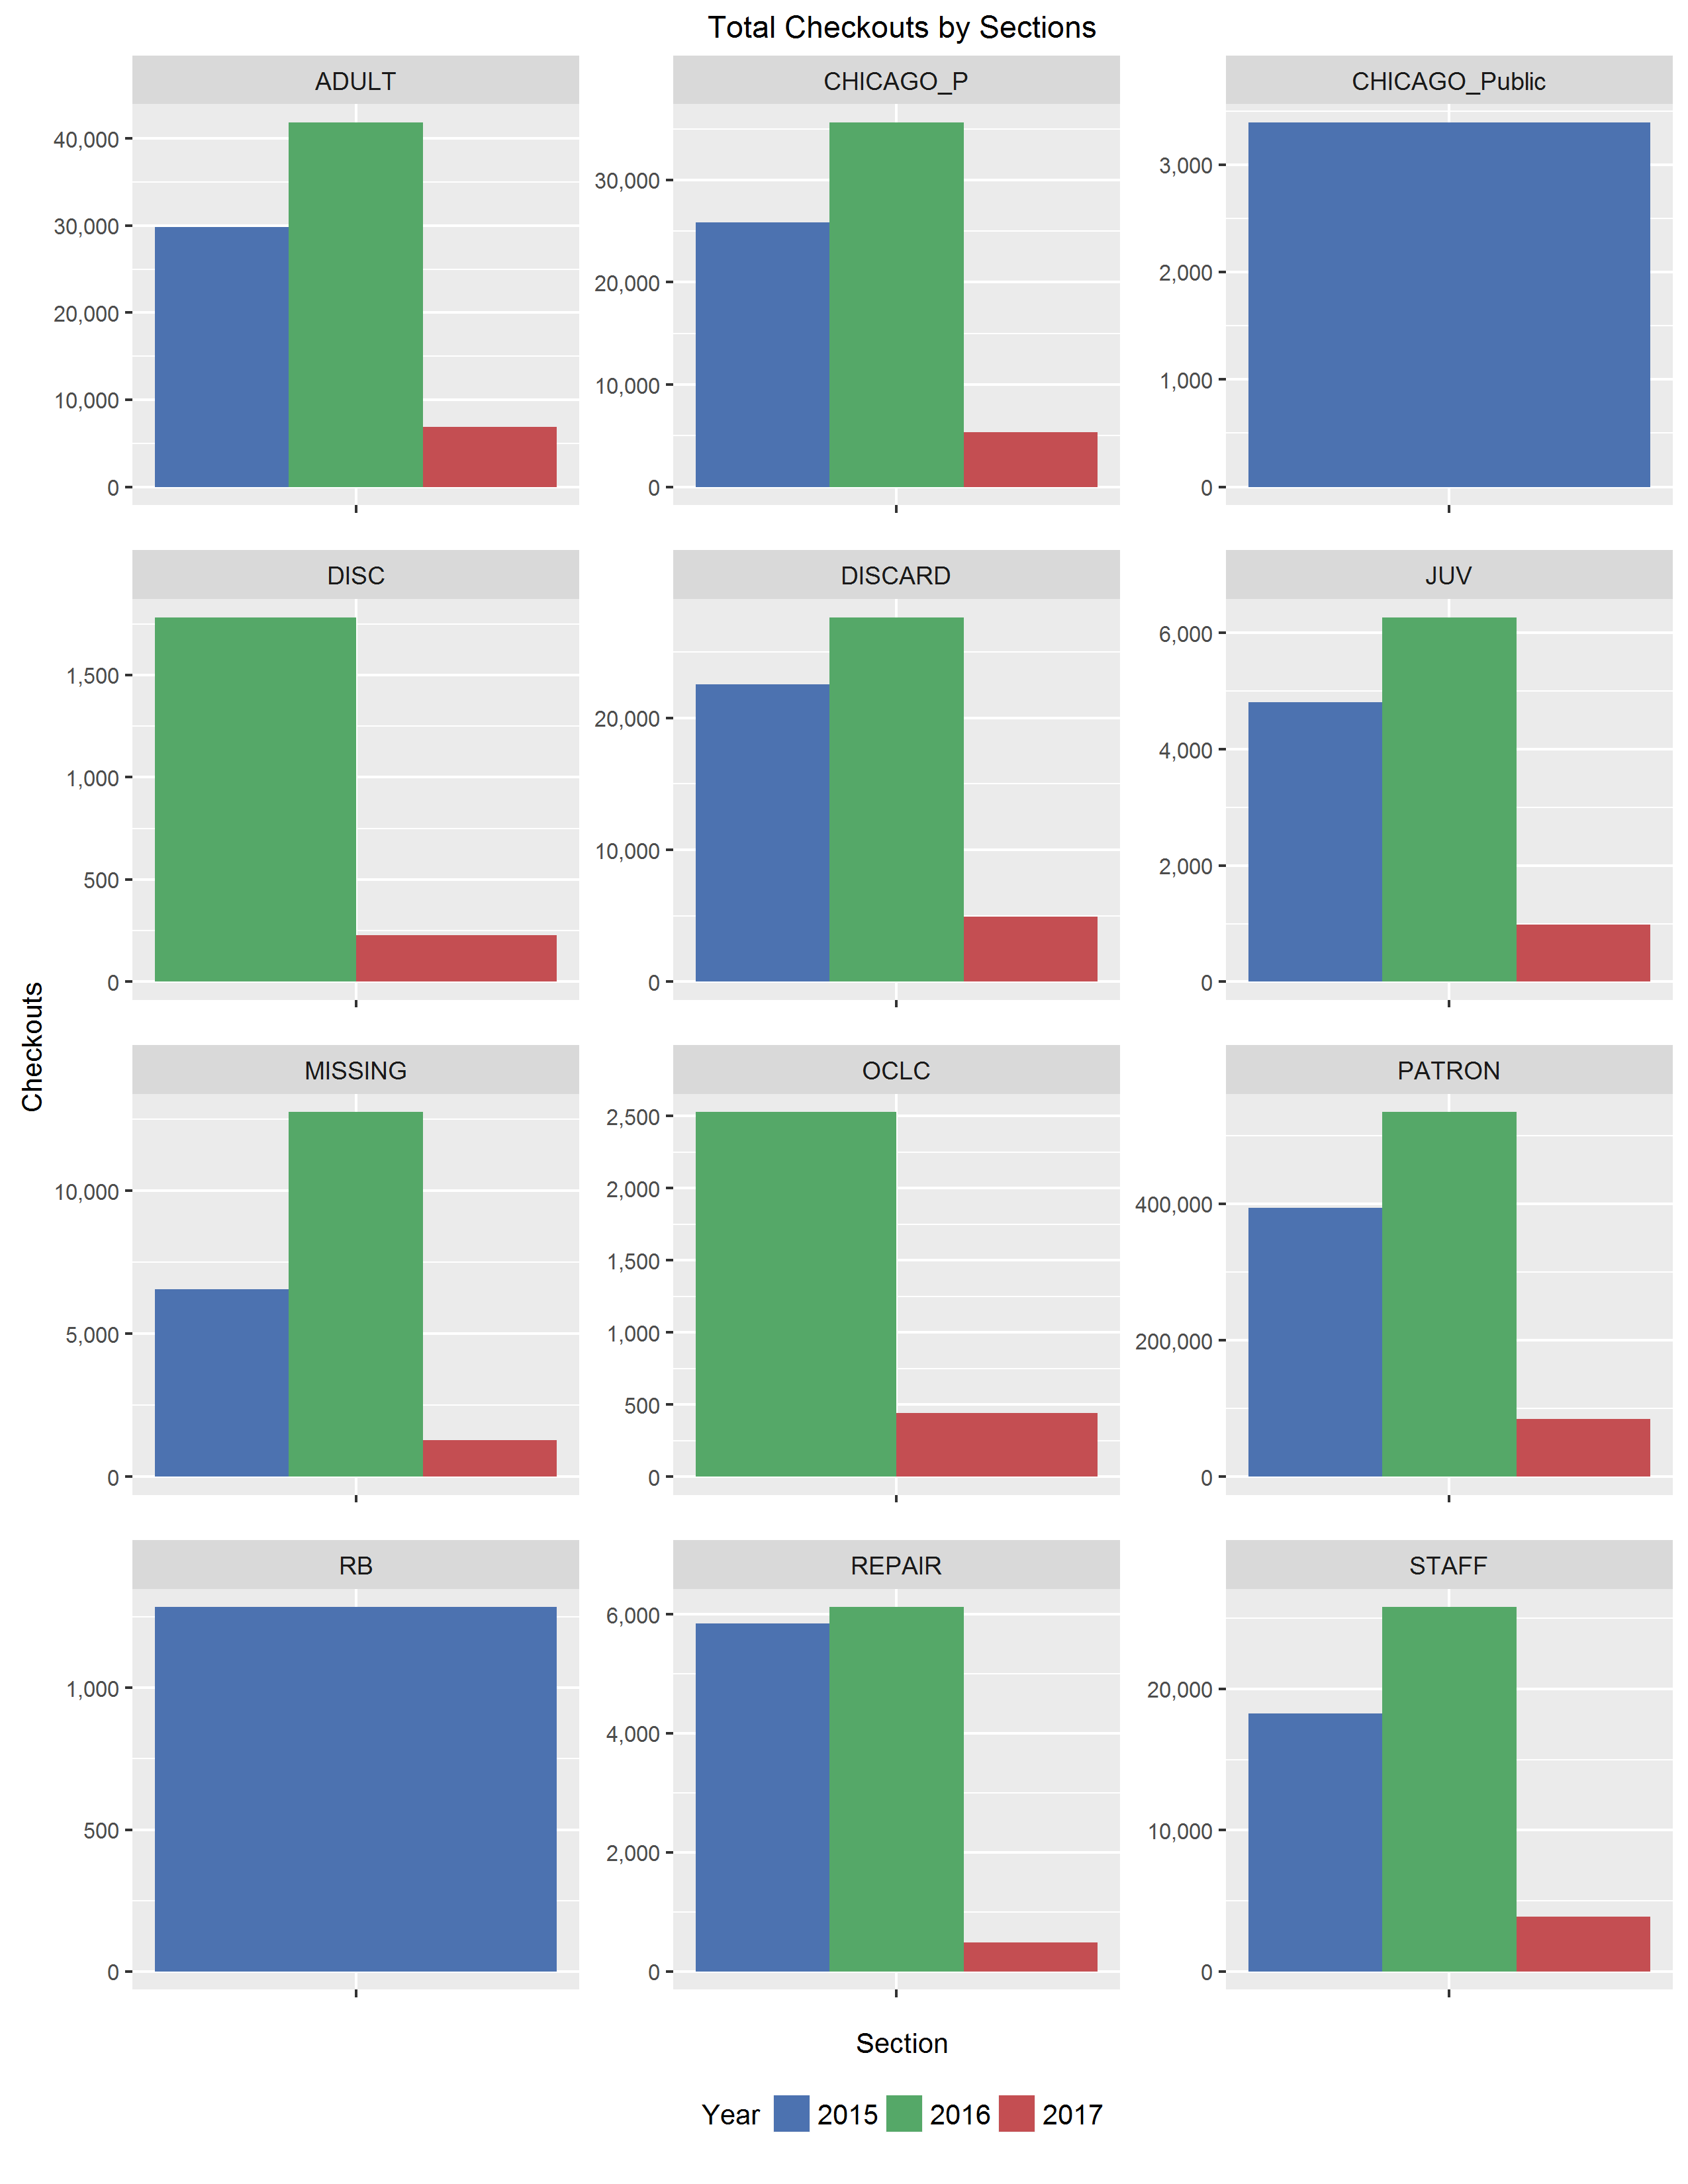 Total Checkouts by Sections
ADULT
CHICAGO_P
CHICAGO_Public
40,000
30,000
20,000
10,000
0
30,000
20,000
10,000
0
3,000
2,000
1,000
0
DISC
DISCARD
JUV
1,500
1,000
500
0
20,000
10,000
0
6,000
4,000
2,000
0
Checkouts
MISSING
OCLC
PATRON
10,000
5,000
0
2,500
2,000
1,500
1,000
500
0
400,000
200,000
0
RB
REPAIR
STAFF
1,000
500
0
6,000
4,000
2,000
0
20,000
10,000
0
Section
Year 2015 2016 2017